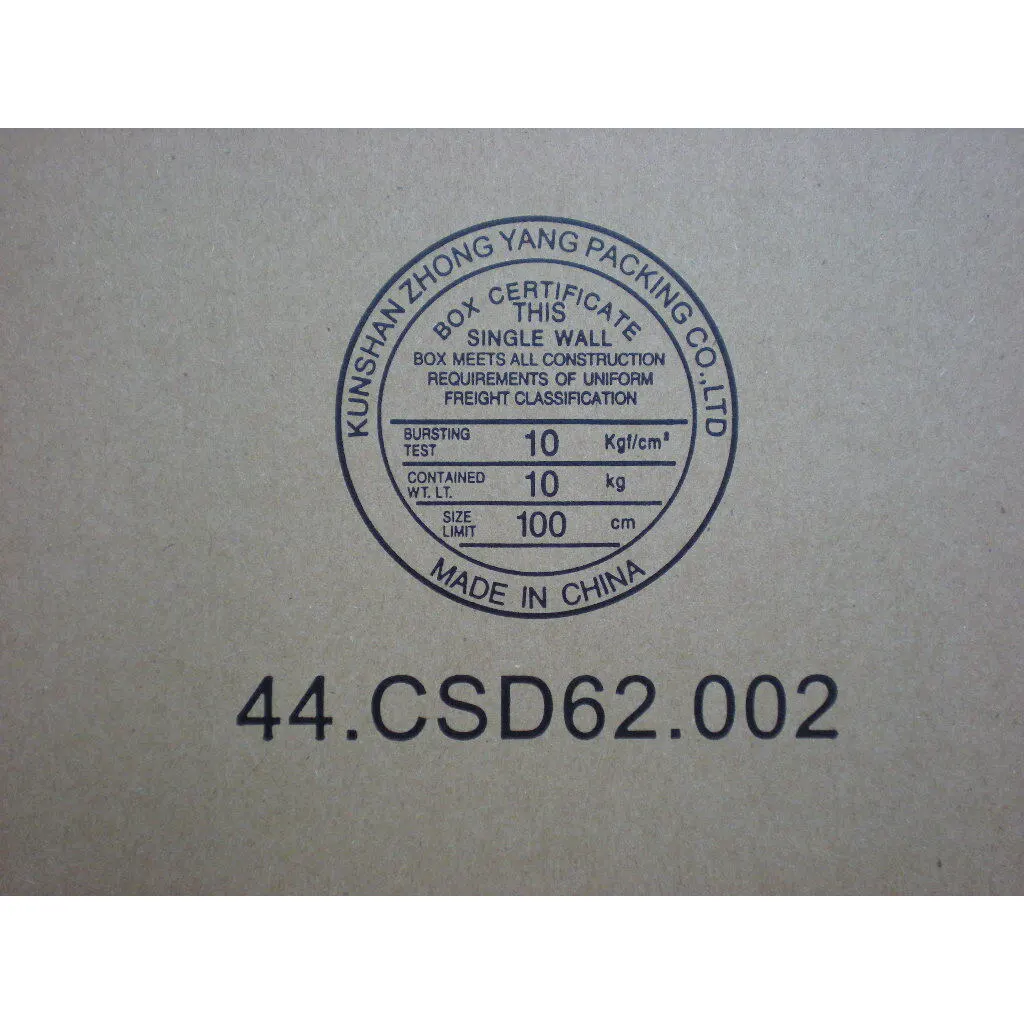 KUNSHAN ZHONG YANG PACKING CO.,LTD
BOX CERTIFICATE
THIS
SINGLE WALL
BOX MEETS ALL CONSTRUCTION
REQUIREMENTS OF UNIFORM
FREIGHT CLASSIFICATION
BURSTING TEST 10 Kgf/cm²
CONTAINED WT. LT. 10 kg
SIZE LIMIT 100 cm
MADE IN CHINA
44.CSD62.002